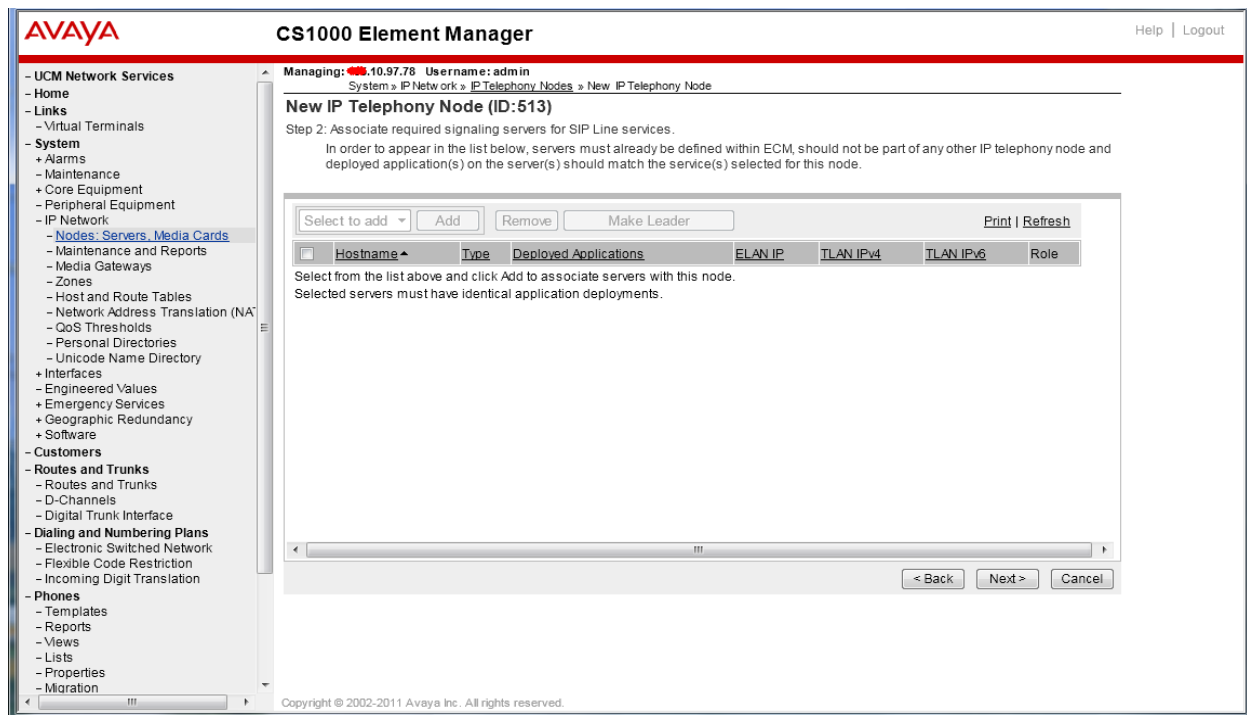 AVAYA
CS1000 Element Manager
Help | Logout
– UCM Network Services
– Home
– Links
– Virtual Terminals
– System
+ Alarms
– Maintenance
+ Core Equipment
– Peripheral Equipment
– IP Network
– Nodes: Servers, Media Cards
– Maintenance and Reports
– Media Gateways
– Zones
– Host and Route Tables
– Network Address Translation (NA
– QoS Thresholds
– Personal Directories
– Unicode Name Directory
+ Interfaces
– Engineered Values
+ Emergency Services
+ Geographic Redundancy
+ Software
– Customers
– Routes and Trunks
– Routes and Trunks
– D-Channels
– Digital Trunk Interface
– Dialing and Numbering Plans
– Electronic Switched Network
– Flexible Code Restriction
– Incoming Digit Translation
– Phones
– Templates
– Reports
– Views
– Lists
– Properties
– Migration
Managing: .10.97.78 Username: admin
System » IP Network » IP Telephony Nodes » New IP Telephony Node
New IP Telephony Node (ID:513)
Step 2: Associate required signaling servers for SIP Line services.
In order to appear in the list below, servers must already be defined within ECM, should not be part of any other IP telephony node and
deployed application(s) on the server(s) should match the service(s) selected for this node.
Select to add Add Remove Make Leader Print | Refresh
Hostname Type Deployed Applications ELAN IP TLAN IPv4 TLAN IPv6 Role
Select from the list above and click Add to associate servers with this node.
Selected servers must have identical application deployments.
< Back Next > Cancel
Copyright © 2002-2011 Avaya Inc. All rights reserved.